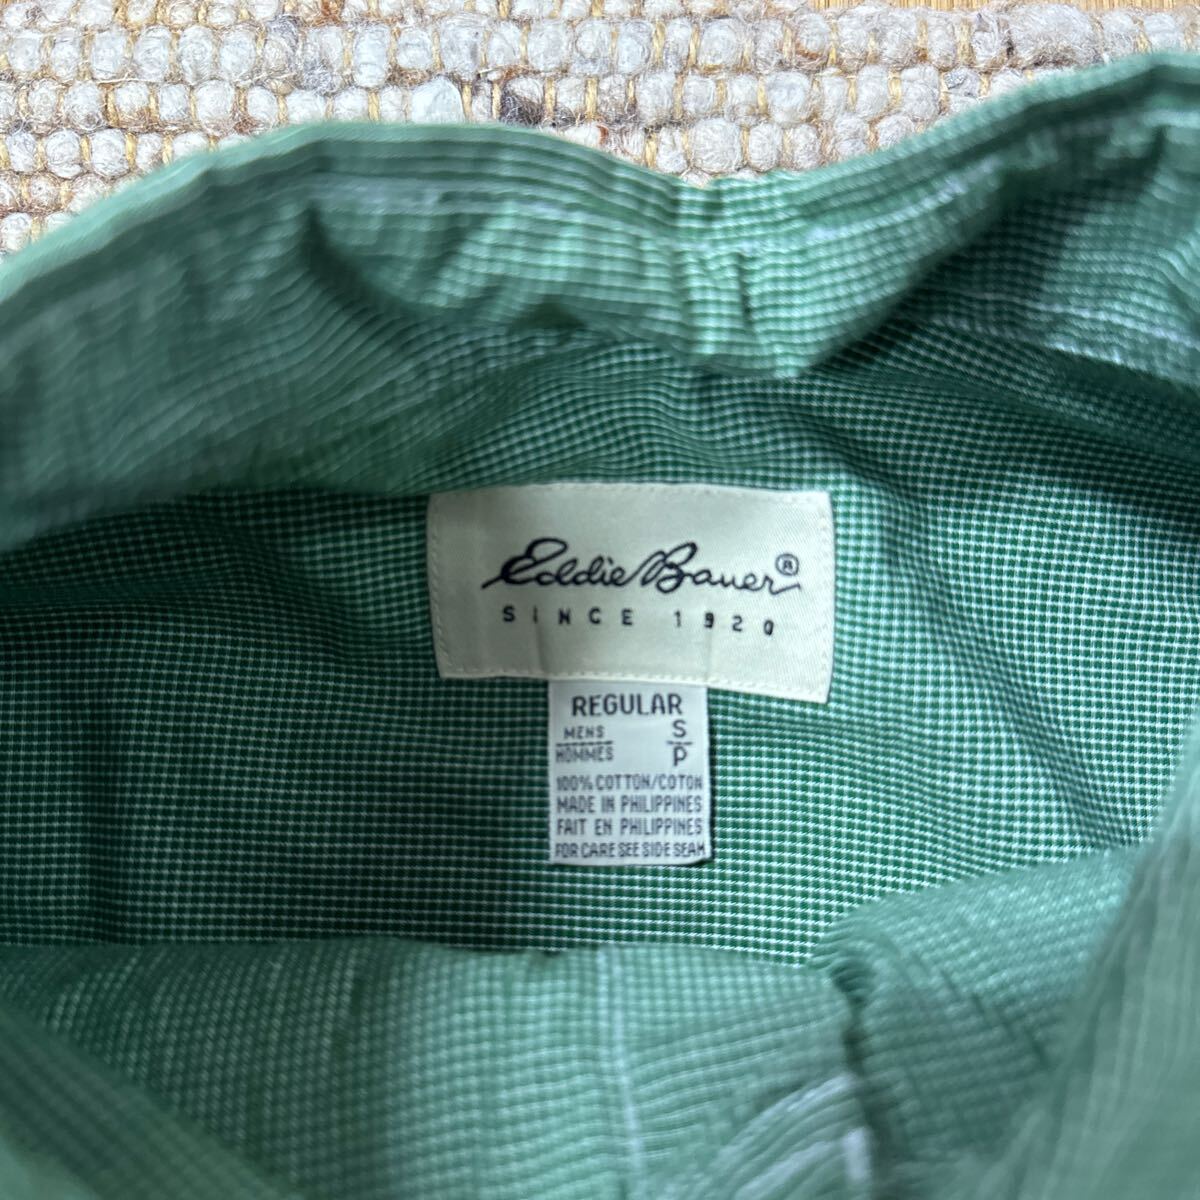 Eddie Bauer®
SINCE 1920
REGULAR
MENS S
HOMMES P
100% COTTON/COTON
MADE IN PHILIPPINES
FAIT EN PHILIPPINES
FOR CARE SEE SIDE SEAM